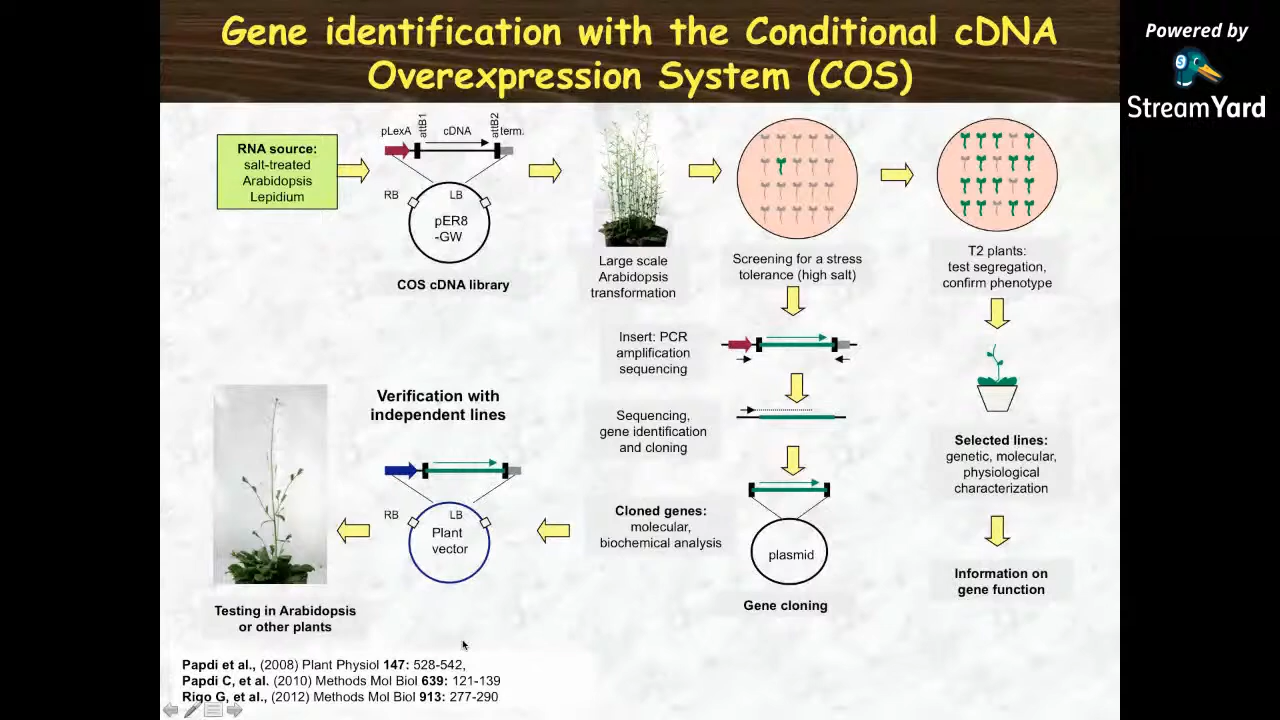 Gene identification with the Conditional cDNA
Overexpression System (COS)
Powered by
StreamYard
RNA source:
salt-treated
Arabidopsis
Lepidium
pLexA
attB1
cDNA
attB2
term.
RB
LB
pER8
-GW
COS cDNA library
Large scale
Arabidopsis
transformation
Screening for a stress
tolerance (high salt)
T2 plants:
test segregation,
confirm phenotype
Insert: PCR
amplification
sequencing
Sequencing,
gene identification
and cloning
Cloned genes:
molecular,
biochemical analysis
plasmid
Gene cloning
Selected lines:
genetic, molecular,
physiological
characterization
Information on
gene function
Verification with
independent lines
RB
LB
Plant
vector
Testing in Arabidopsis
or other plants
Papdi et al., (2008) Plant Physiol 147: 528-542,
Papdi C, et al. (2010) Methods Mol Biol 639: 121-139
Rigo G, et al., (2012) Methods Mol Biol 913: 277-290